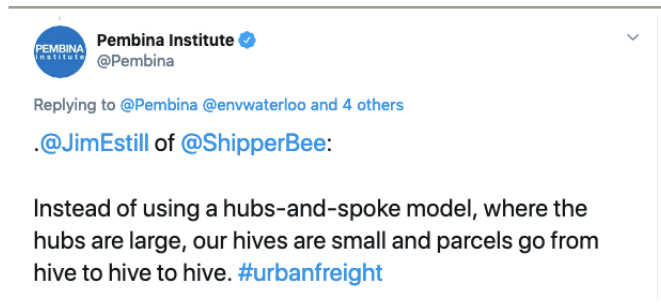 PEMBINA
institute
Pembina Institute
@Pembina
Replying to @Pembina @envwaterloo and 4 others
.@JimEstill of @ShipperBee:
Instead of using a hubs-and-spoke model, where the
hubs are large, our hives are small and parcels go from
hive to hive to hive. #urbanfreight